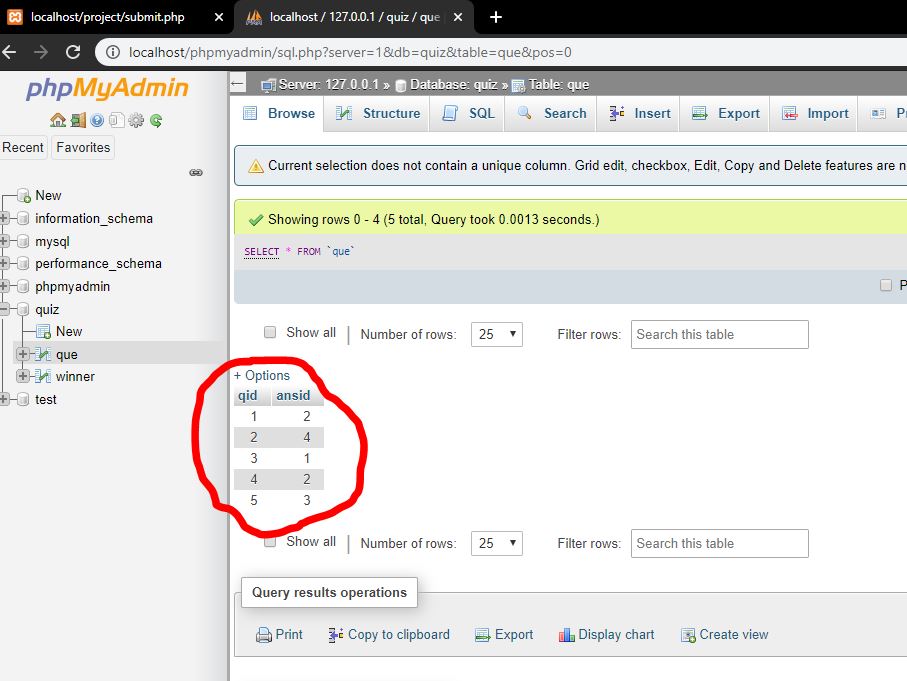 localhost/project/submit.php
localhost / 127.0.0.1 / quiz / que
localhost/phpmyadmin/sql.php?server=1&db=quiz&table=que&pos=0
phpMyAdmin
Recent Favorites
New
information_schema
mysql
performance_schema
phpmyadmin
quiz
New
que
winner
test
Server: 127.0.0.1 » Database: quiz » Table: que
Browse Structure SQL Search Insert Export Import
Current selection does not contain a unique column. Grid edit, checkbox, Edit, Copy and Delete features are
Showing rows 0 - 4 (5 total, Query took 0.0013 seconds.)
SELECT * FROM `que`
Show all | Number of rows: 25 Filter rows: Search this table
+ Options
qid ansid
1 2
2 4
3 1
4 2
5 3
Show all | Number of rows: 25 Filter rows: Search this table
Query results operations
Print Copy to clipboard Export Display chart Create view